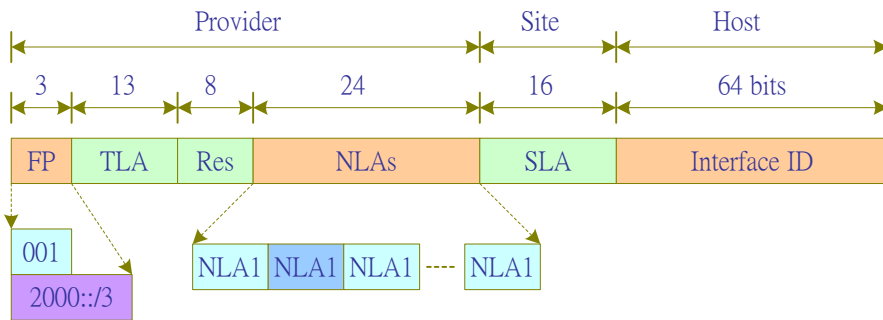 Provider Site Host
3 13 8 24 16 64 bits
FP TLA Res NLAs SLA Interface ID
001
NLA1 NLA1 NLA1 ---- NLA1
2000::/3